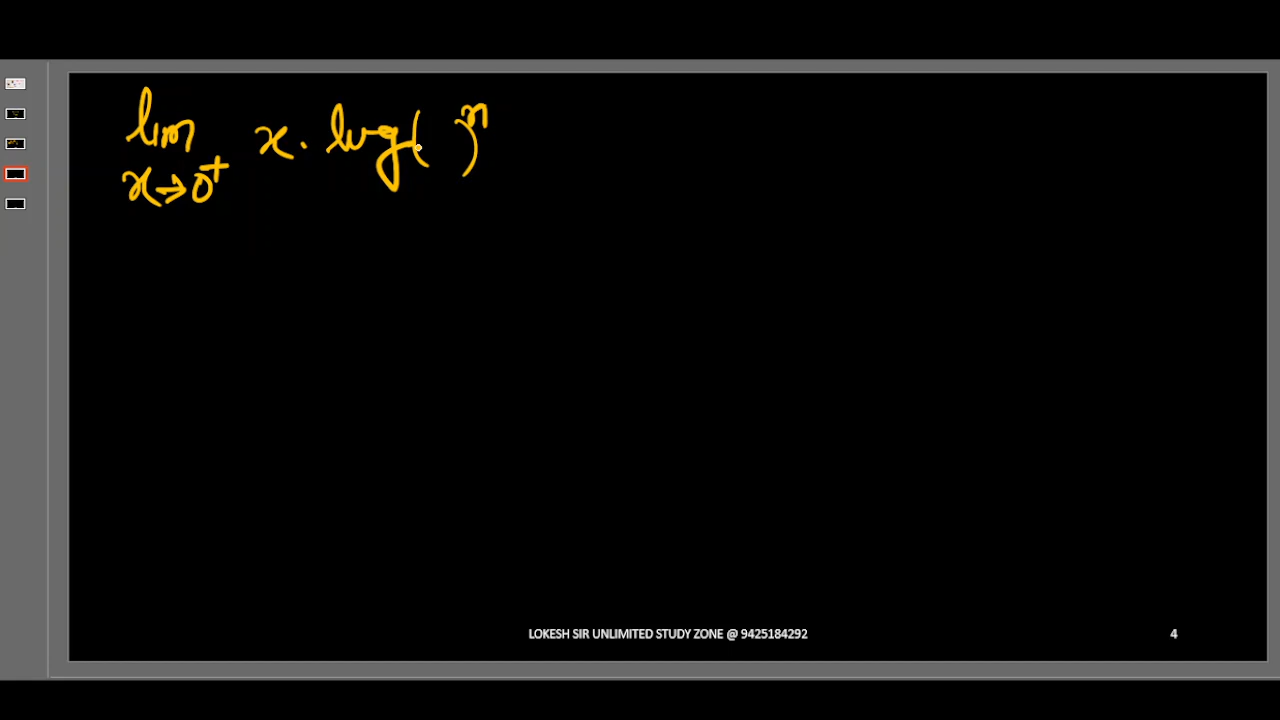 lim x. log( )^n
x→0+
LOKESH SIR UNLIMITED STUDY ZONE @ 9425184292
4